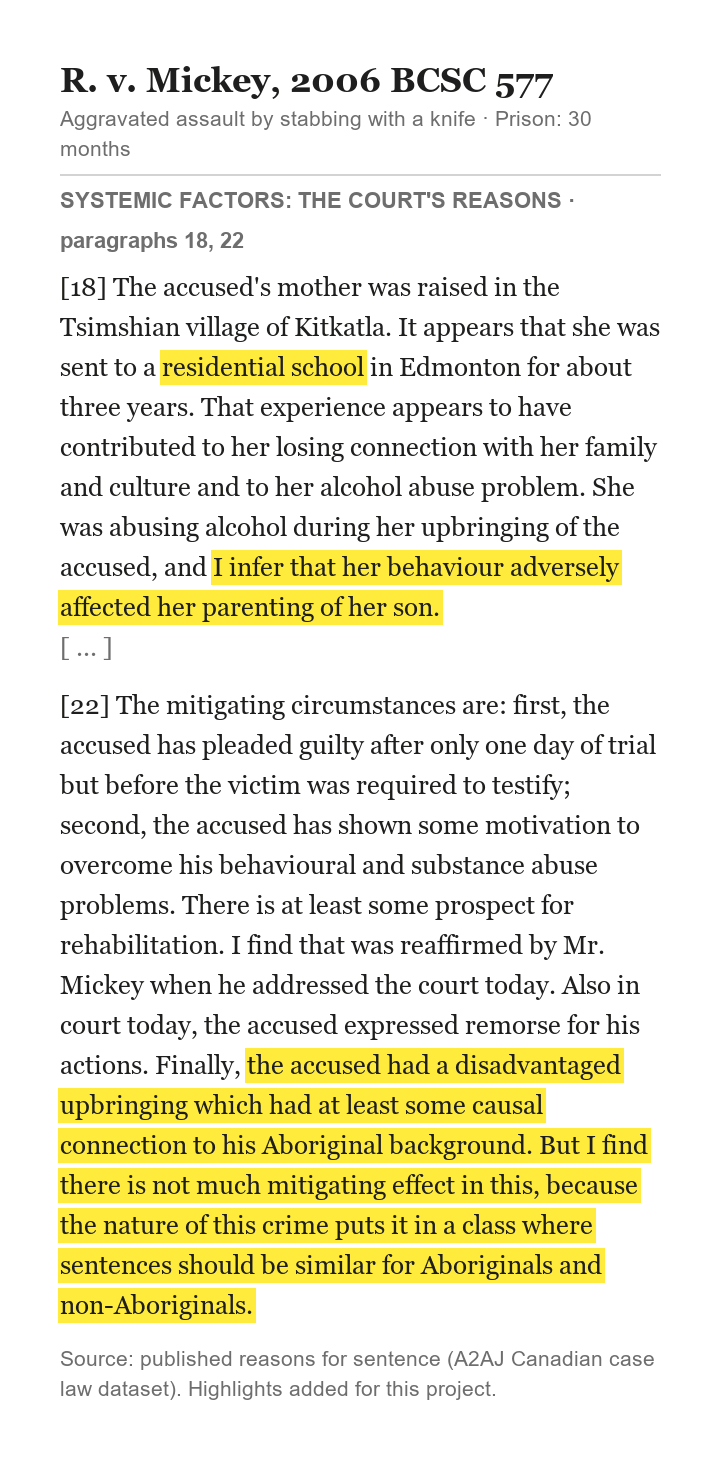 R. v. Mickey, 2006 BCSC 577
Aggravated assault by stabbing with a knife · Prison: 30
months
SYSTEMIC FACTORS: THE COURT'S REASONS ·
paragraphs 18, 22
[18] The accused's mother was raised in the
Tsimshian village of Kitkatla. It appears that she was
sent to a residential school in Edmonton for about
three years. That experience appears to have
contributed to her losing connection with her family
and culture and to her alcohol abuse problem. She
was abusing alcohol during her upbringing of the
accused, and I infer that her behaviour adversely
affected her parenting of her son.
[ ... ]
[22] The mitigating circumstances are: first, the
accused has pleaded guilty after only one day of trial
but before the victim was required to testify;
second, the accused has shown some motivation to
overcome his behavioural and substance abuse
problems. There is at least some prospect for
rehabilitation. I find that was reaffirmed by Mr.
Mickey when he addressed the court today. Also in
court today, the accused expressed remorse for his
actions. Finally, the accused had a disadvantaged
upbringing which had at least some causal
connection to his Aboriginal background. But I find
there is not much mitigating effect in this, because
the nature of this crime puts it in a class where
sentences should be similar for Aboriginals and
non-Aboriginals.
Source: published reasons for sentence (A2AJ Canadian case
law dataset). Highlights added for this project.